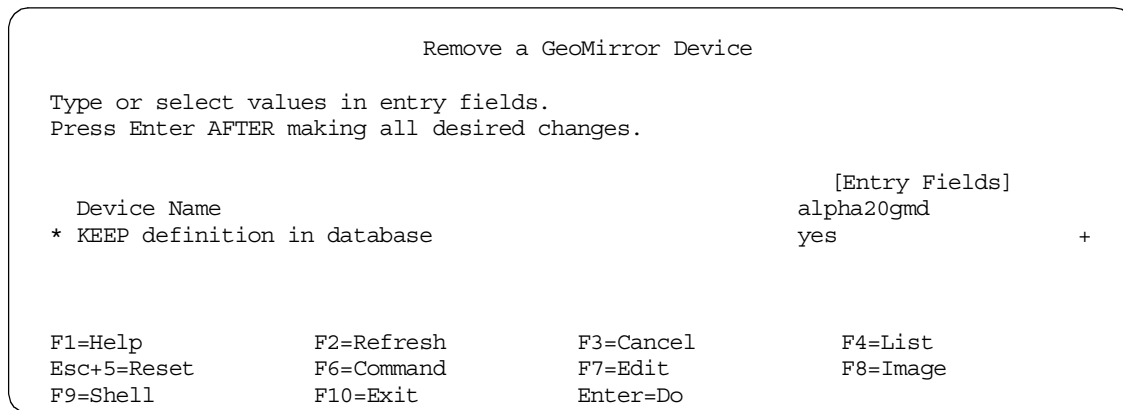 Remove a GeoMirror Device
Type or select values in entry fields.
Press Enter AFTER making all desired changes.
[Entry Fields]
Device Name alpha20gmd
* KEEP definition in database yes +
F1=Help F2=Refresh F3=Cancel F4=List
Esc+5=Reset F6=Command F7=Edit F8=Image
F9=Shell F10=Exit Enter=Do